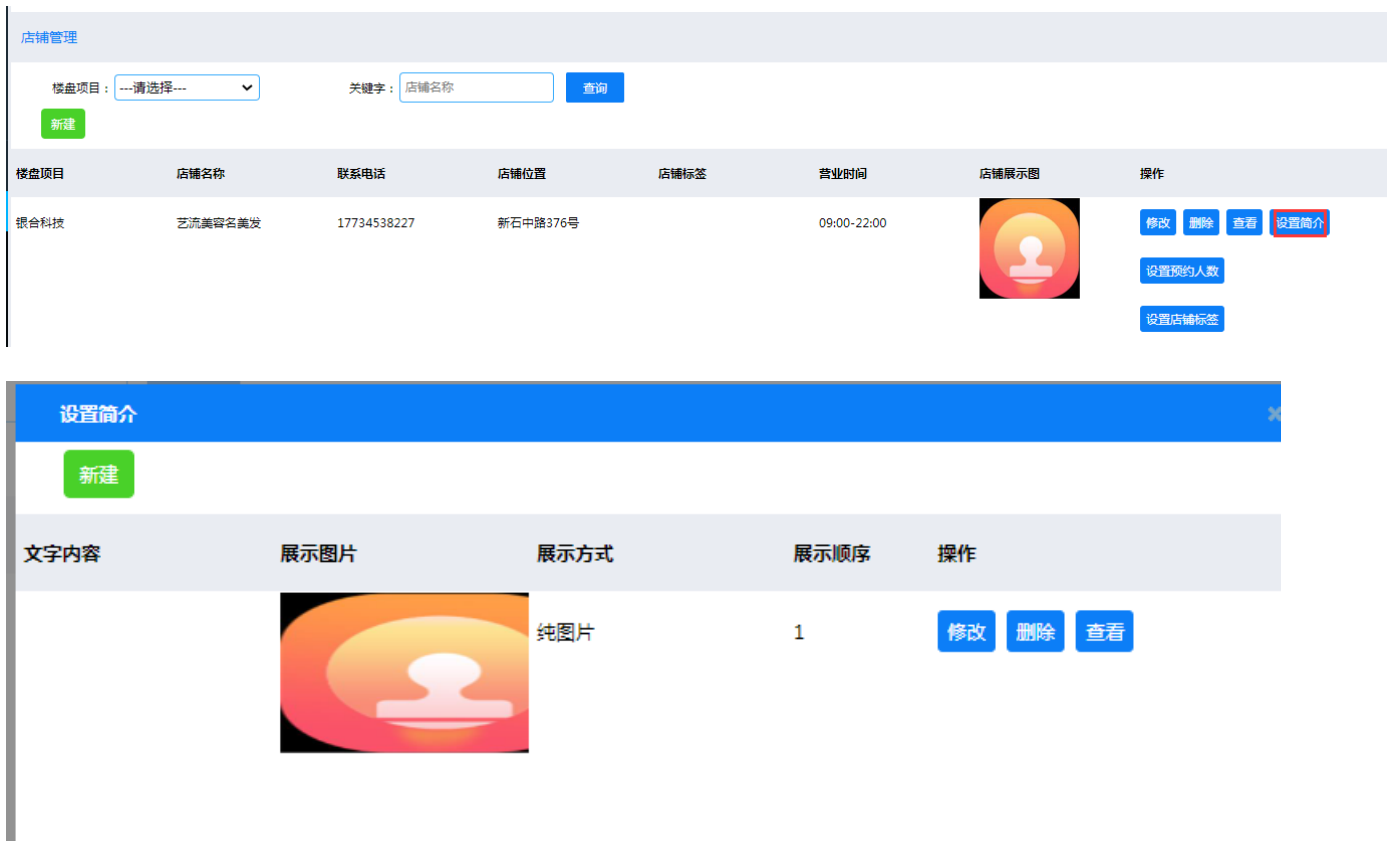 店铺管理
楼盘项目： ---请选择--- 关键字： 店铺名称 查询
新建
楼盘项目 店铺名称 联系电话 店铺位置 店铺标签 营业时间 店铺展示图 操作
银合科技 艺流美容名美发 17734538227 新石中路376号 09:00-22:00 修改 删除 查看 设置简介
设置预约人数
设置店铺标签
设置简介
新建
文字内容 展示图片 展示方式 展示顺序 操作
纯图片 1 修改 删除 查看